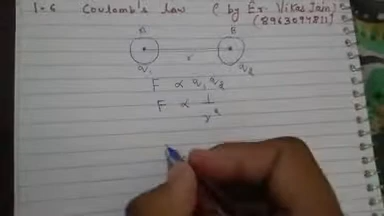 1.6 Coulomb's law ( by Er. Vikas Jain)
(8963094811)
A B
r
q1 q2
F ∝ q1 q2
F ∝ 1/r²